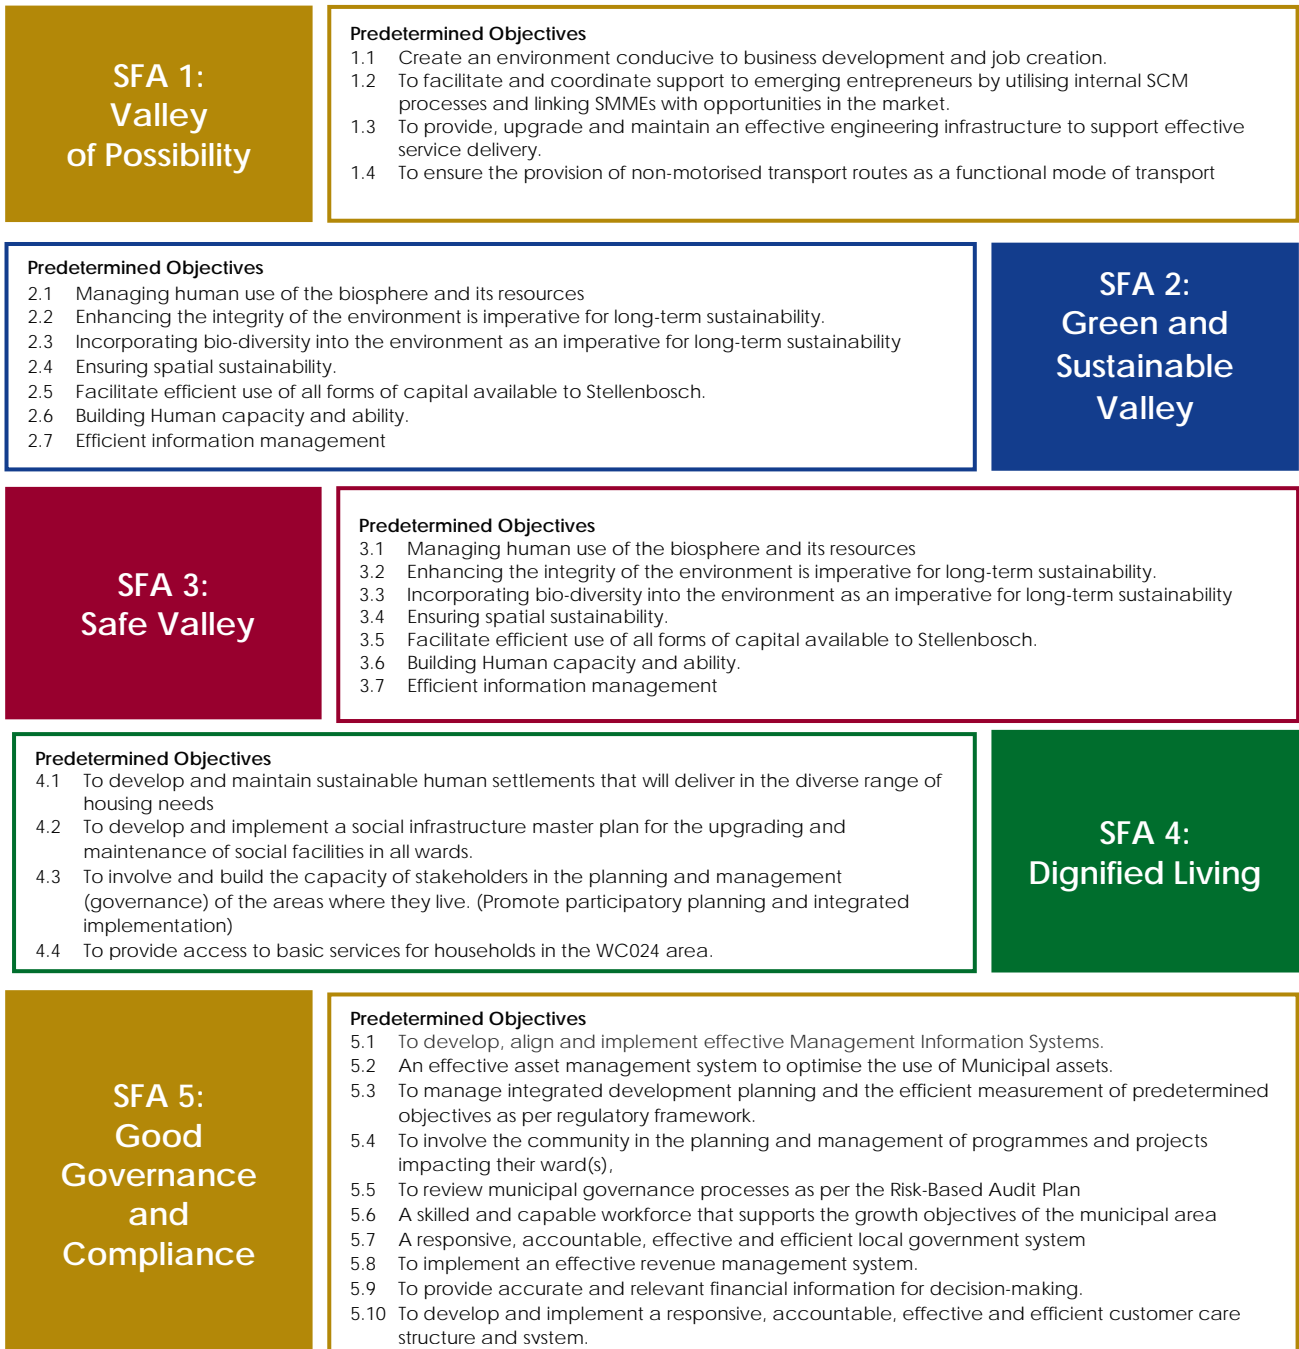 SFA 1:
Valley
of Possibility
Predetermined Objectives
1.1 Create an environment conducive to business development and job creation.
1.2 To facilitate and coordinate support to emerging entrepreneurs by utilising internal SCM
processes and linking SMMEs with opportunities in the market.
1.3 To provide, upgrade and maintain an effective engineering infrastructure to support effective
service delivery.
1.4 To ensure the provision of non-motorised transport routes as a functional mode of transport
Predetermined Objectives
2.1 Managing human use of the biosphere and its resources
2.2 Enhancing the integrity of the environment is imperative for long-term sustainability.
2.3 Incorporating bio-diversity into the environment as an imperative for long-term sustainability
2.4 Ensuring spatial sustainability.
2.5 Facilitate efficient use of all forms of capital available to Stellenbosch.
2.6 Building Human capacity and ability.
2.7 Efficient information management
SFA 2:
Green and
Sustainable
Valley
SFA 3:
Safe Valley
Predetermined Objectives
3.1 Managing human use of the biosphere and its resources
3.2 Enhancing the integrity of the environment is imperative for long-term sustainability.
3.3 Incorporating bio-diversity into the environment as an imperative for long-term sustainability
3.4 Ensuring spatial sustainability.
3.5 Facilitate efficient use of all forms of capital available to Stellenbosch.
3.6 Building Human capacity and ability.
3.7 Efficient information management
Predetermined Objectives
4.1 To develop and maintain sustainable human settlements that will deliver in the diverse range of
housing needs
4.2 To develop and implement a social infrastructure master plan for the upgrading and
maintenance of social facilities in all wards.
4.3 To involve and build the capacity of stakeholders in the planning and management
(governance) of the areas where they live. (Promote participatory planning and integrated
implementation)
4.4 To provide access to basic services for households in the WC024 area.
SFA 4:
Dignified Living
SFA 5:
Good
Governance
and
Compliance
Predetermined Objectives
5.1 To develop, align and implement effective Management Information Systems.
5.2 An effective asset management system to optimise the use of Municipal assets.
5.3 To manage integrated development planning and the efficient measurement of predetermined
objectives as per regulatory framework.
5.4 To involve the community in the planning and management of programmes and projects
impacting their ward(s),
5.5 To review municipal governance processes as per the Risk-Based Audit Plan
5.6 A skilled and capable workforce that supports the growth objectives of the municipal area
5.7 A responsive, accountable, effective and efficient local government system
5.8 To implement an effective revenue management system.
5.9 To provide accurate and relevant financial information for decision-making.
5.10 To develop and implement a responsive, accountable, effective and efficient customer care
structure and system.